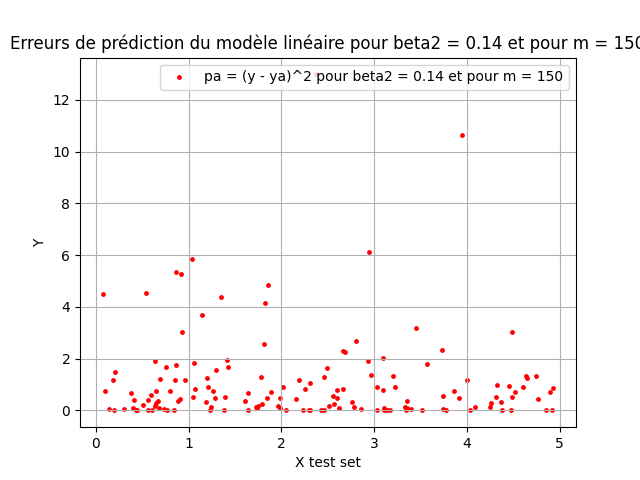 Erreurs de prédiction du modèle linéaire pour beta2 = 0.14 et pour m = 150
pa = (y - ya)^2 pour beta2 = 0.14 et pour m = 150
12
10
8
6
4
2
0
Y
0 1 2 3 4 5
X test set